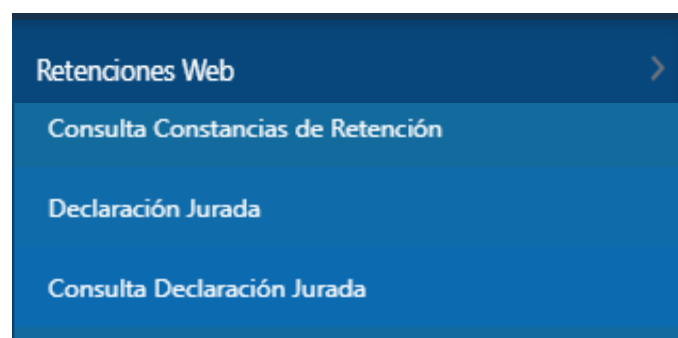 Retenciones Web
Consulta Constancias de Retención
Declaración Jurada
Consulta Declaración Jurada